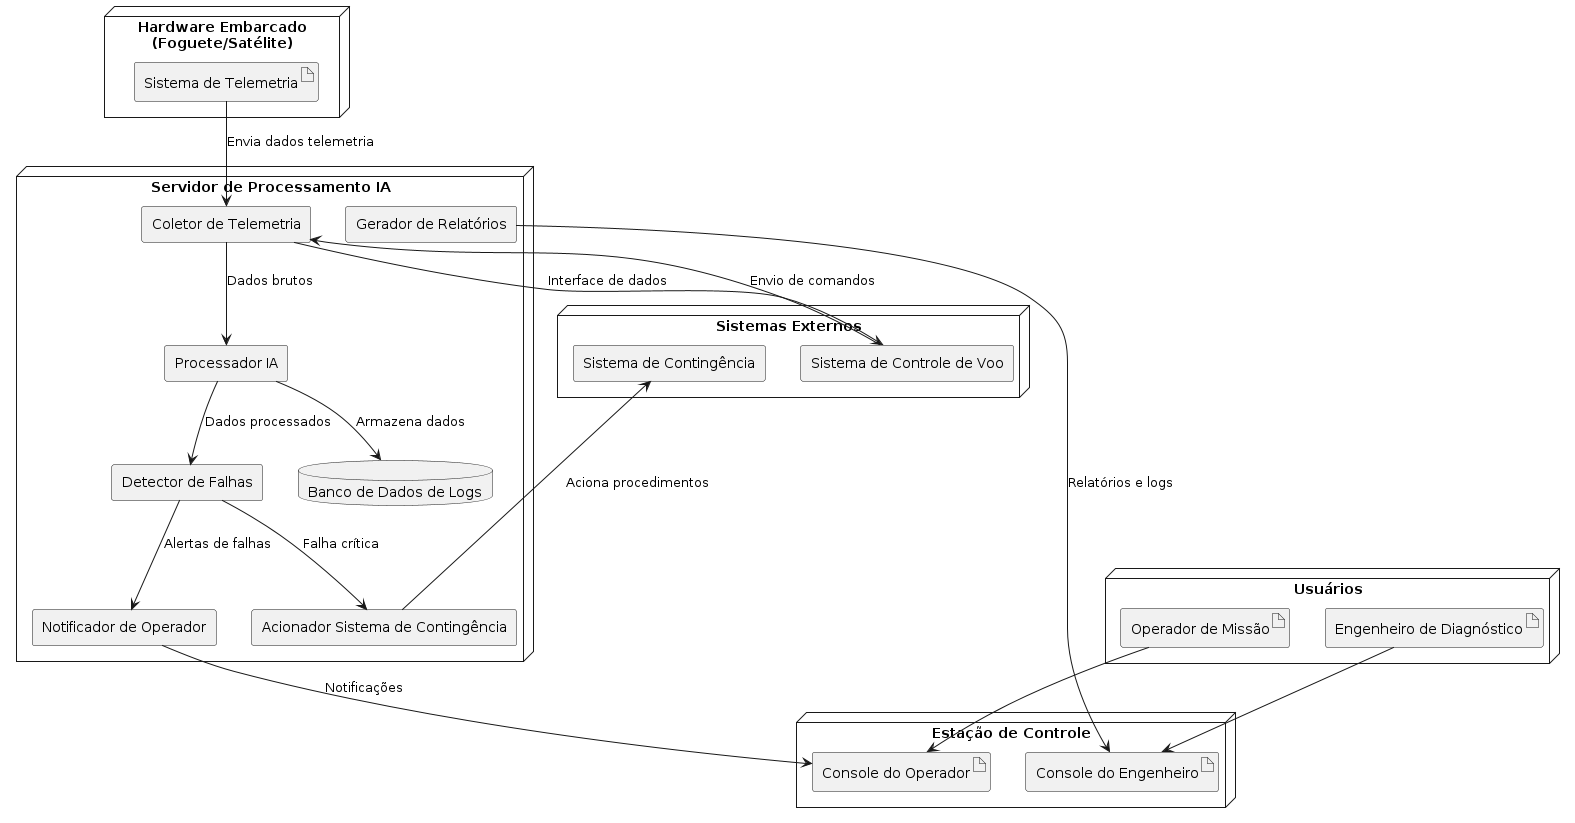 Hardware Embarcado
(Foguete/Satélite)
Sistema de Telemetria
Envia dados telemetria
Servidor de Processamento IA
Coletor de Telemetria
Gerador de Relatórios
Dados brutos
Interface de dados
Envio de comandos
Sistemas Externos
Processador IA
Sistema de Contingência
Sistema de Controle de Voo
Dados processados
Armazena dados
Detector de Falhas
Banco de Dados de Logs
Aciona procedimentos
Relatórios e logs
Alertas de falhas
Falha crítica
Usuários
Notificador de Operador
Acionador Sistema de Contingência
Operador de Missão
Engenheiro de Diagnóstico
Notificações
Estação de Controle
Console do Operador
Console do Engenheiro